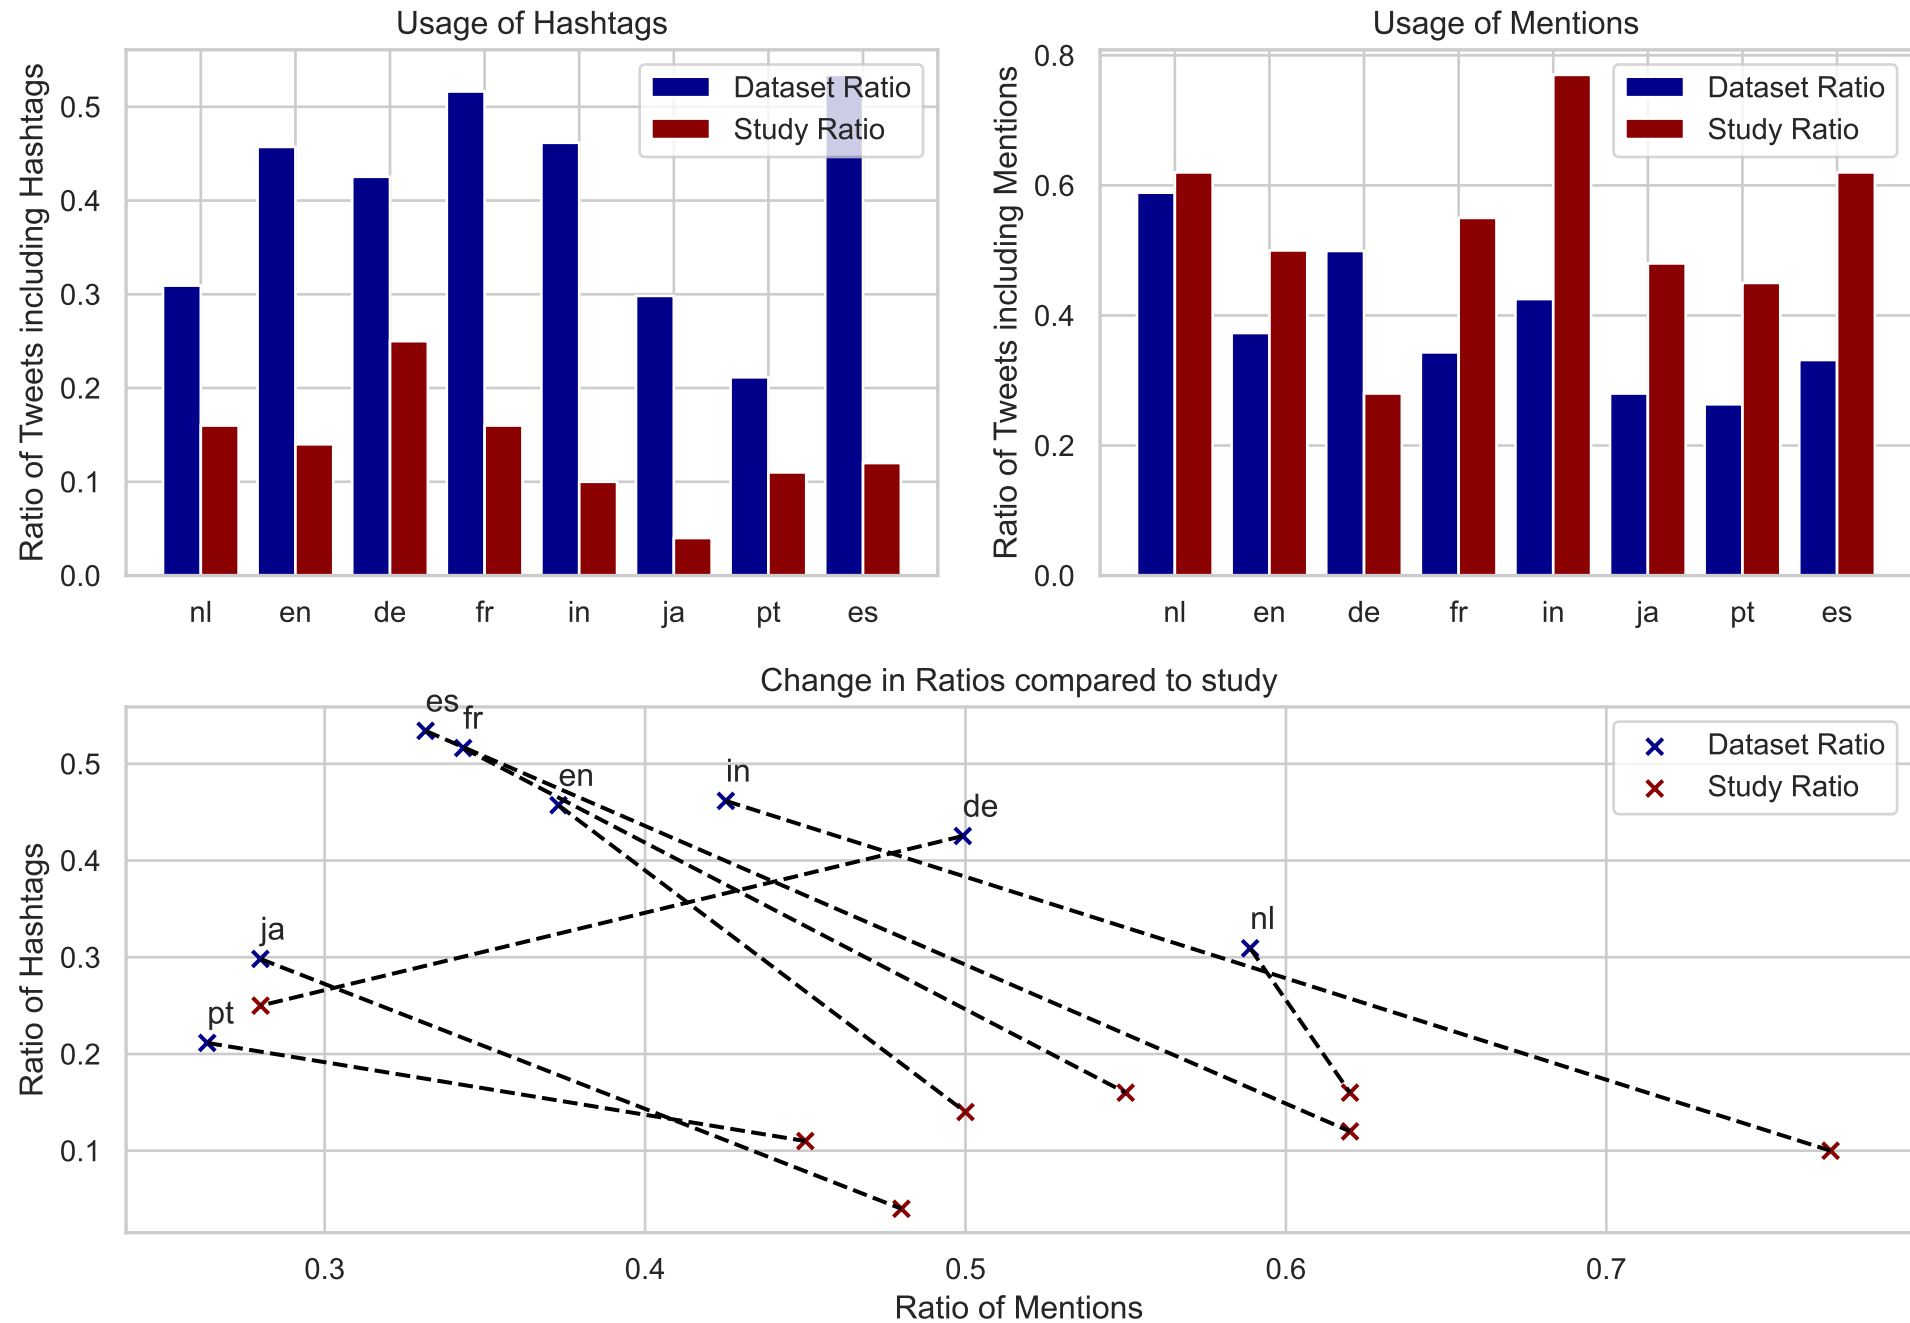 Usage of Hashtags
Ratio of Tweets including Hashtags
0.5
0.4
0.3
0.2
0.1
0.0
Dataset Ratio
Study Ratio
nl en de fr in ja pt es
Usage of Mentions
Ratio of Tweets including Mentions
0.8
0.6
0.4
0.2
0.0
Dataset Ratio
Study Ratio
nl en de fr in ja pt es
Change in Ratios compared to study
Ratio of Hashtags
0.5
0.4
0.3
0.2
0.1
es
fr
en
in
de
ja
nl
pt
Dataset Ratio
Study Ratio
0.3 0.4 0.5 0.6 0.7
Ratio of Mentions